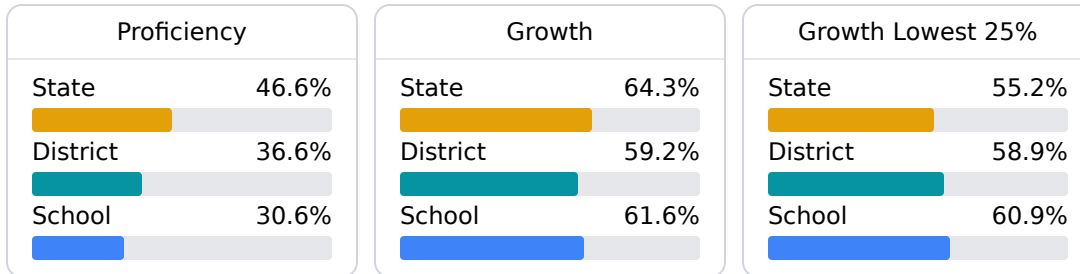 Proficiency
State 46.6%
District 36.6%
School 30.6%
Growth
State 64.3%
District 59.2%
School 61.6%
Growth Lowest 25%
State 55.2%
District 58.9%
School 60.9%